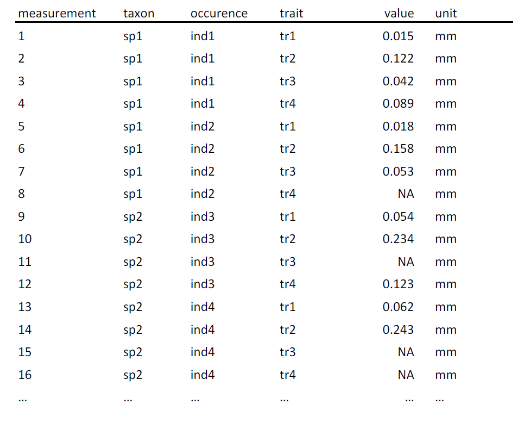 measurement taxon occurence trait value unit
1 sp1 ind1 tr1 0.015 mm
2 sp1 ind1 tr2 0.122 mm
3 sp1 ind1 tr3 0.042 mm
4 sp1 ind1 tr4 0.089 mm
5 sp1 ind2 tr1 0.018 mm
6 sp1 ind2 tr2 0.158 mm
7 sp1 ind2 tr3 0.053 mm
8 sp1 ind2 tr4 NA mm
9 sp2 ind3 tr1 0.054 mm
10 sp2 ind3 tr2 0.234 mm
11 sp2 ind3 tr3 NA mm
12 sp2 ind3 tr4 0.123 mm
13 sp2 ind4 tr1 0.062 mm
14 sp2 ind4 tr2 0.243 mm
15 sp2 ind4 tr3 NA mm
16 sp2 ind4 tr4 NA mm
... ... ... ... ... ...